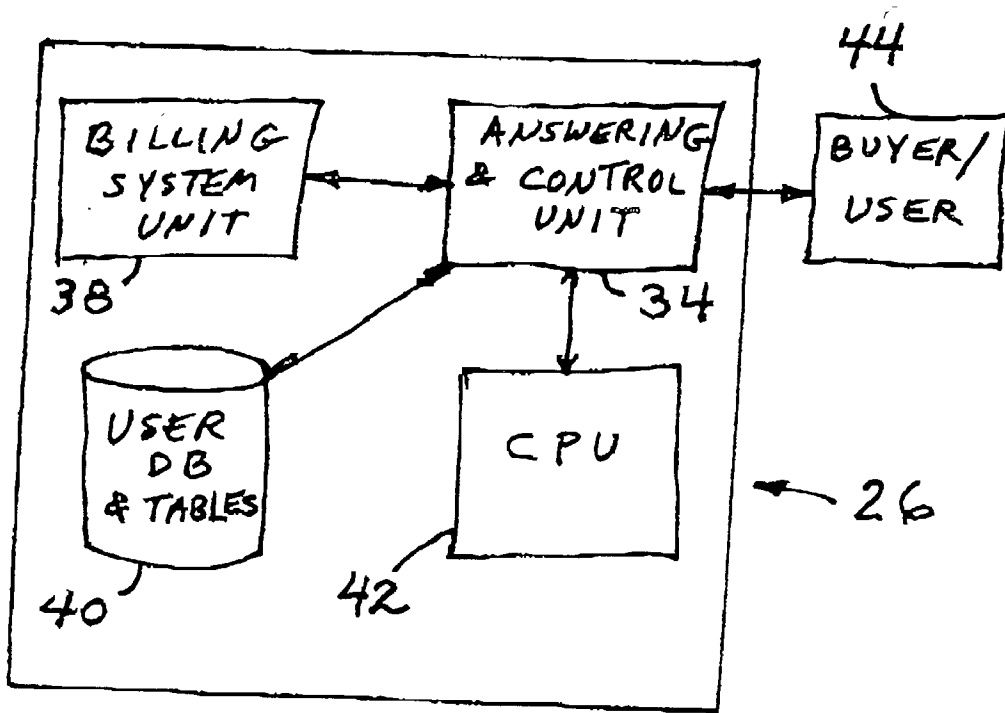 44
BILLING
SYSTEM
UNIT
38
ANSWERING
& CONTROL
UNIT
34
BUYER/
USER
USER
DB
& TABLES
40
CPU
42
26